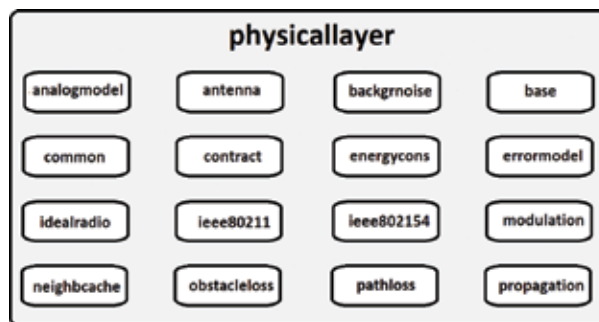 physicallayer
analogmodel antenna backgrnoise base
common contract energycons errormodel
idealradio ieee80211 ieee802154 modulation
neighbcache obstacleloss pathloss propagation